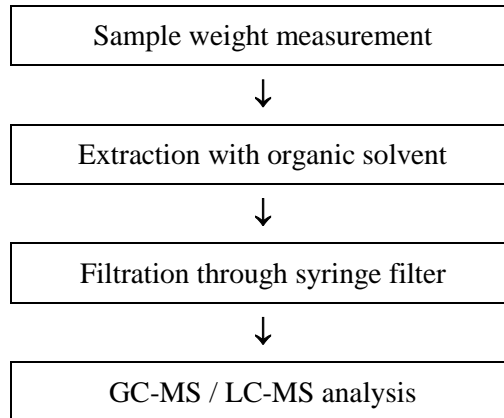 Sample weight measurement
↓
Extraction with organic solvent
↓
Filtration through syringe filter
↓
GC-MS / LC-MS analysis